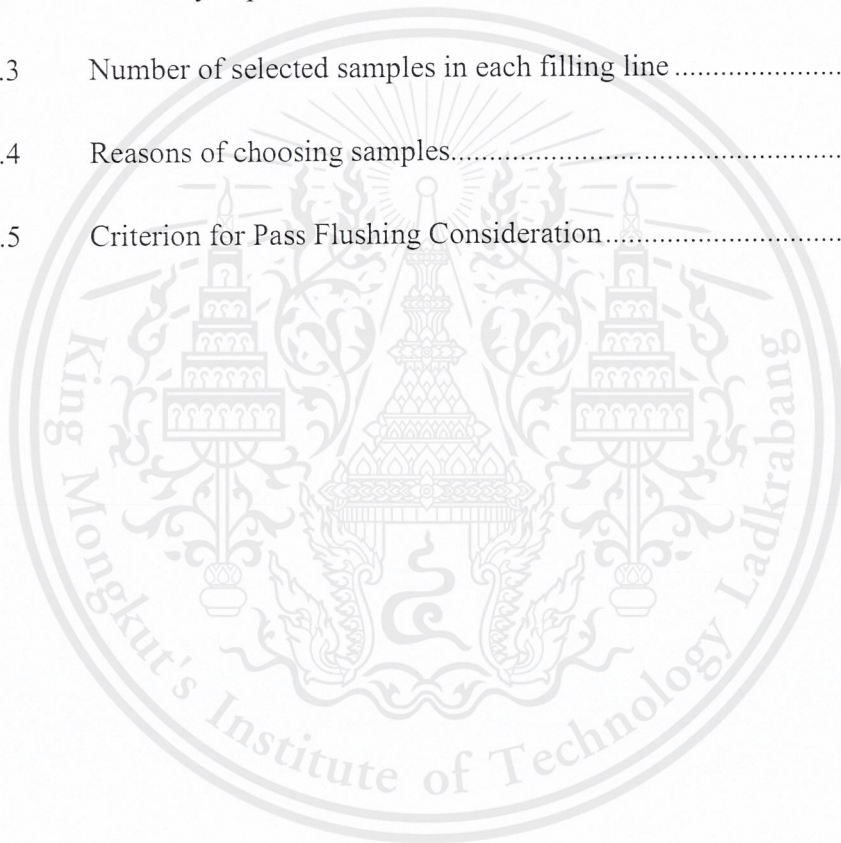 .3 Number of selected samples in each filling line ......................
.4 Reasons of choosing samples....................................................
.5 Criterion for Pass Flushing Consideration................................
King Mongkut's Institute of Technology Ladkrabang